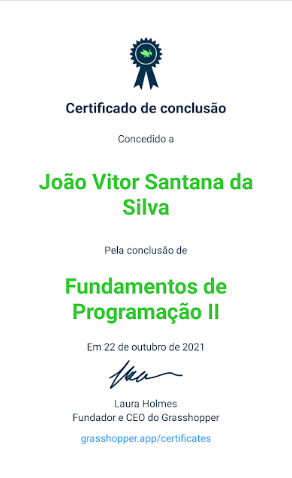 Certificado de conclusão
Concedido a
João Vitor Santana da
Silva
Pela conclusão de
Fundamentos de
Programação II
Em 22 de outubro de 2021
Laura Holmes
Fundador e CEO do Grasshopper
grasshopper.app/certificates